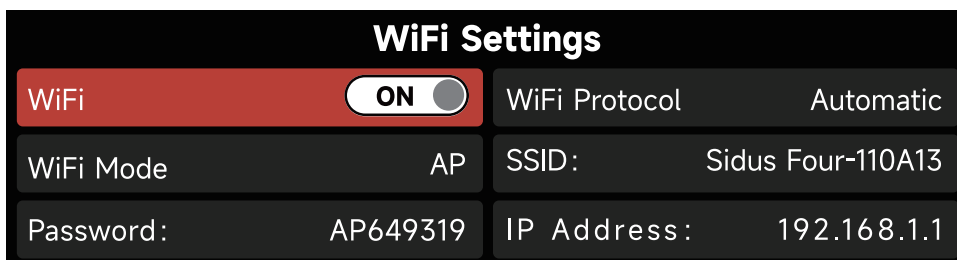 WiFi Settings
WiFi ON WiFi Protocol Automatic
WiFi Mode AP SSID: Sidus Four-110A13
Password: AP649319 IP Address: 192.168.1.1